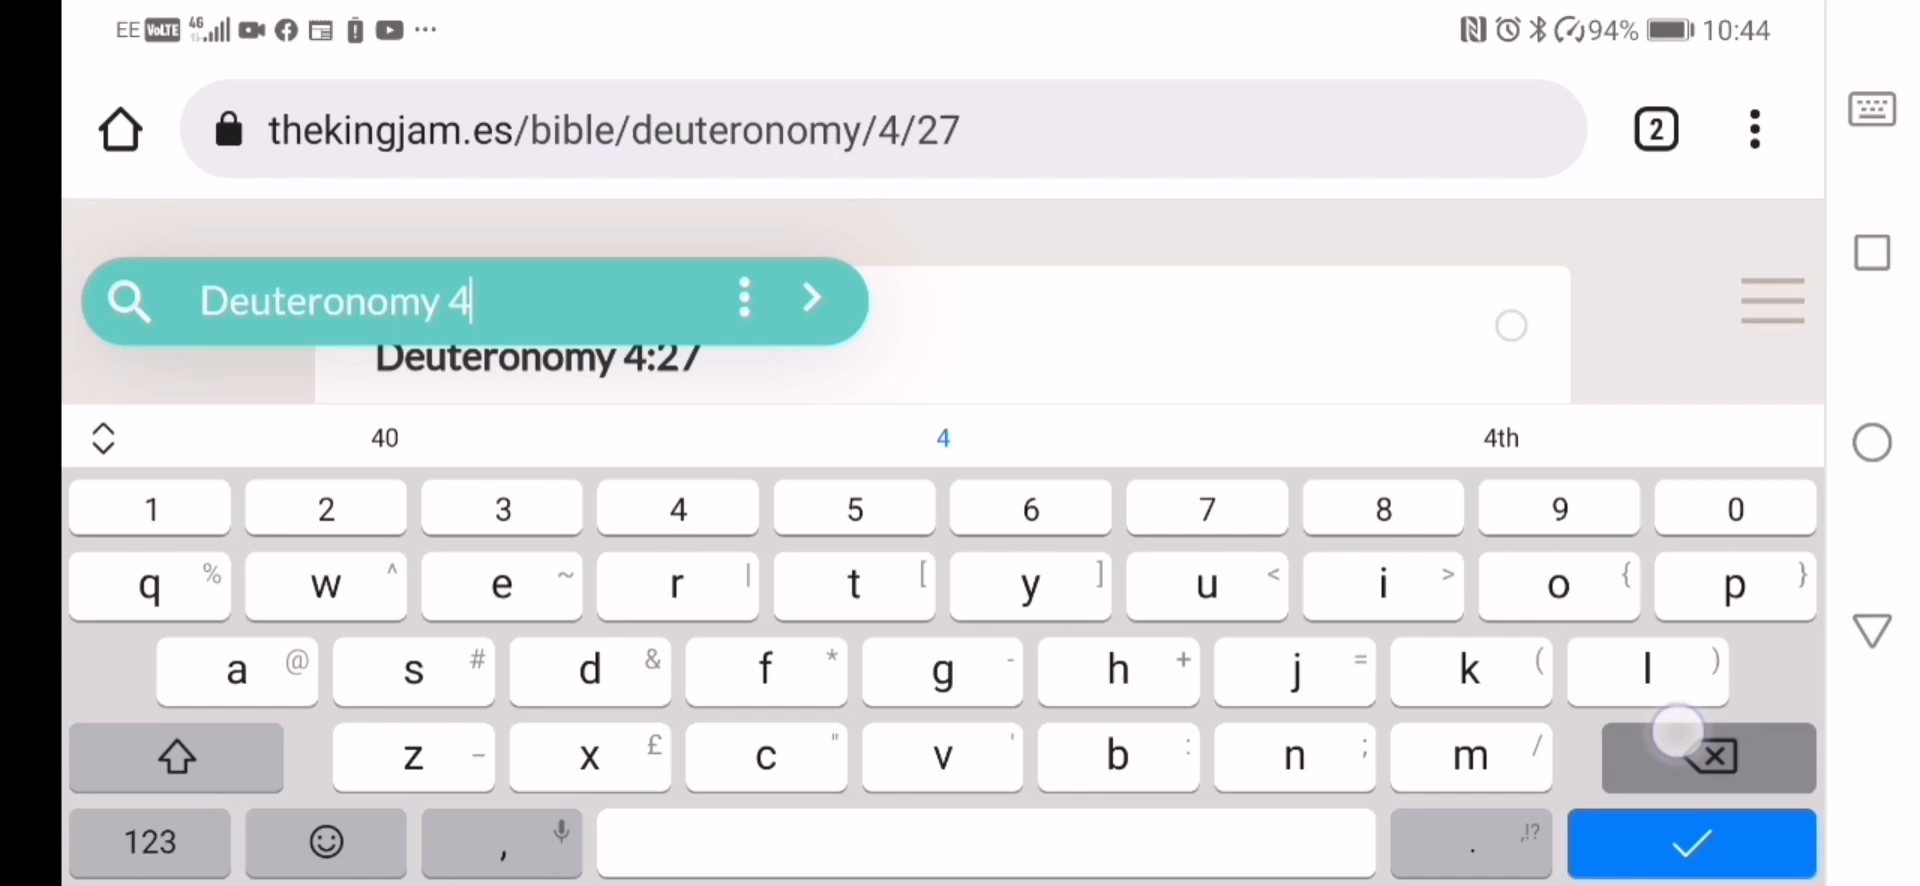 EE VoLTE 4G 94% 10:44
thekingjam.es/bible/deuteronomy/4/27 2
Deuteronomy 4
Deuteronomy 4:27
40 4 4th
1 2 3 4 5 6 7 8 9 0
q % w ^ e ~ r | t [ y ] u < i > o { p }
a @ s # d & f * g - h + j = k ( l )
z _ x £ c " v ' b : n ; m /
123 , . ,!?